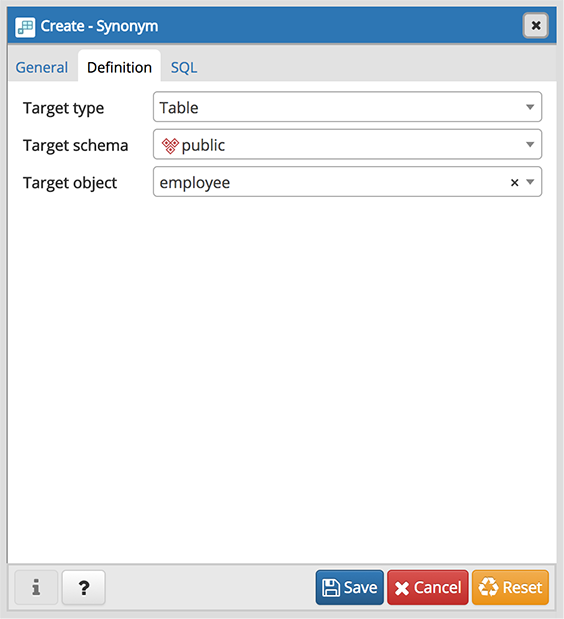 Create - Synonym
General Definition SQL
Target type Table
Target schema public
Target object employee ×
i ? Save Cancel Reset